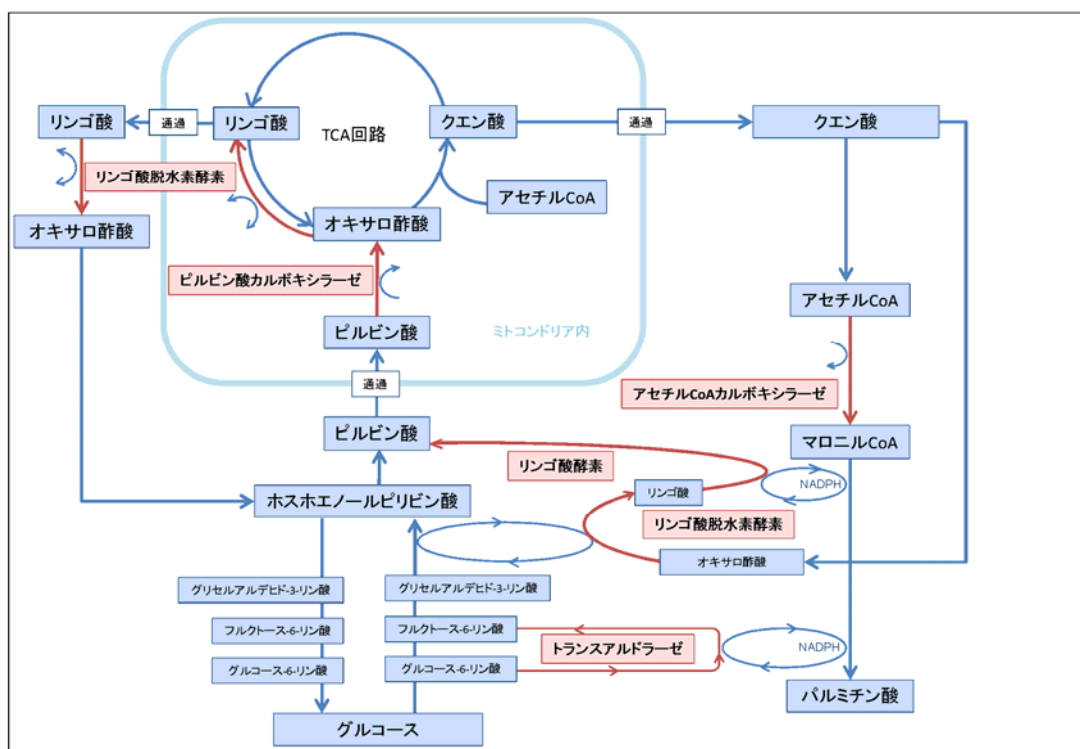 リンゴ酸
通過
リンゴ酸
TCA回路
クエン酸
通過
クエン酸
リンゴ酸脱水素酵素
アセチルCoA
オキサロ酢酸
オキサロ酢酸
ピルビン酸カルボキシラーゼ
アセチルCoA
ピルビン酸
ミトコンドリア内
通過
アセチルCoAカルボキシラーゼ
ピルビン酸
マロニルCoA
リンゴ酸酵素
NADPH
リンゴ酸
ホスホエノールピリビン酸
リンゴ酸脱水素酵素
オキサロ酢酸
グリセルアルデヒド-3-リン酸
グリセルアルデヒド-3-リン酸
フルクトース-6-リン酸
フルクトース-6-リン酸
トランスアルドラーゼ
NADPH
グルコース-6-リン酸
グルコース-6-リン酸
パルミチン酸
グルコース